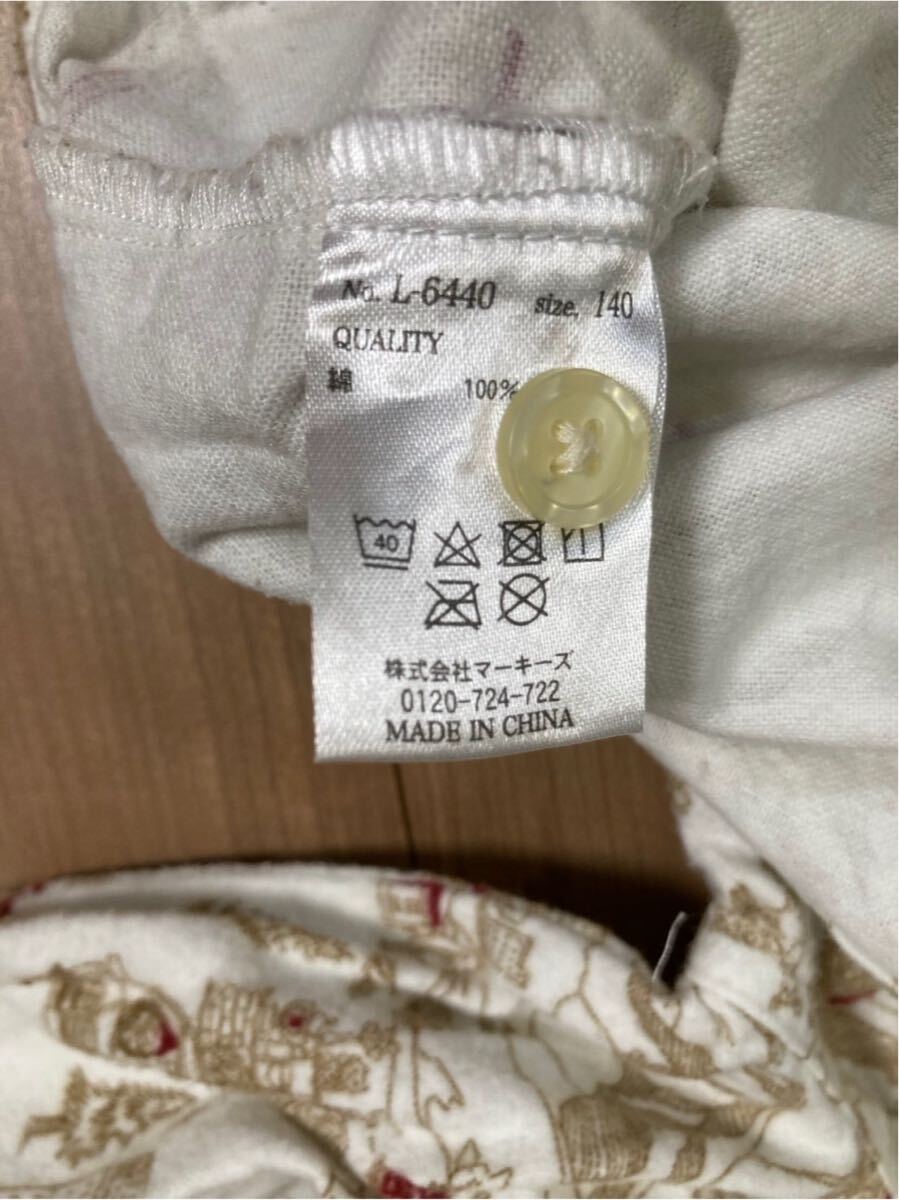 No. L-6440 size. 140
QUALITY
綿 100%
40
株式会社マーキーズ
0120-724-722
MADE IN CHINA